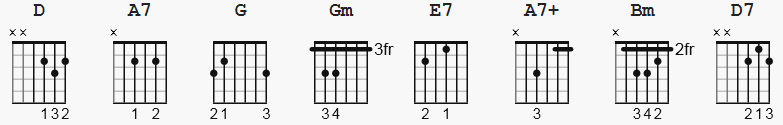 D A7 G Gm E7 A7+ Bm D7
×× × × × ××
3fr 2fr
132 1 2 21 3 34 2 1 3 342 213